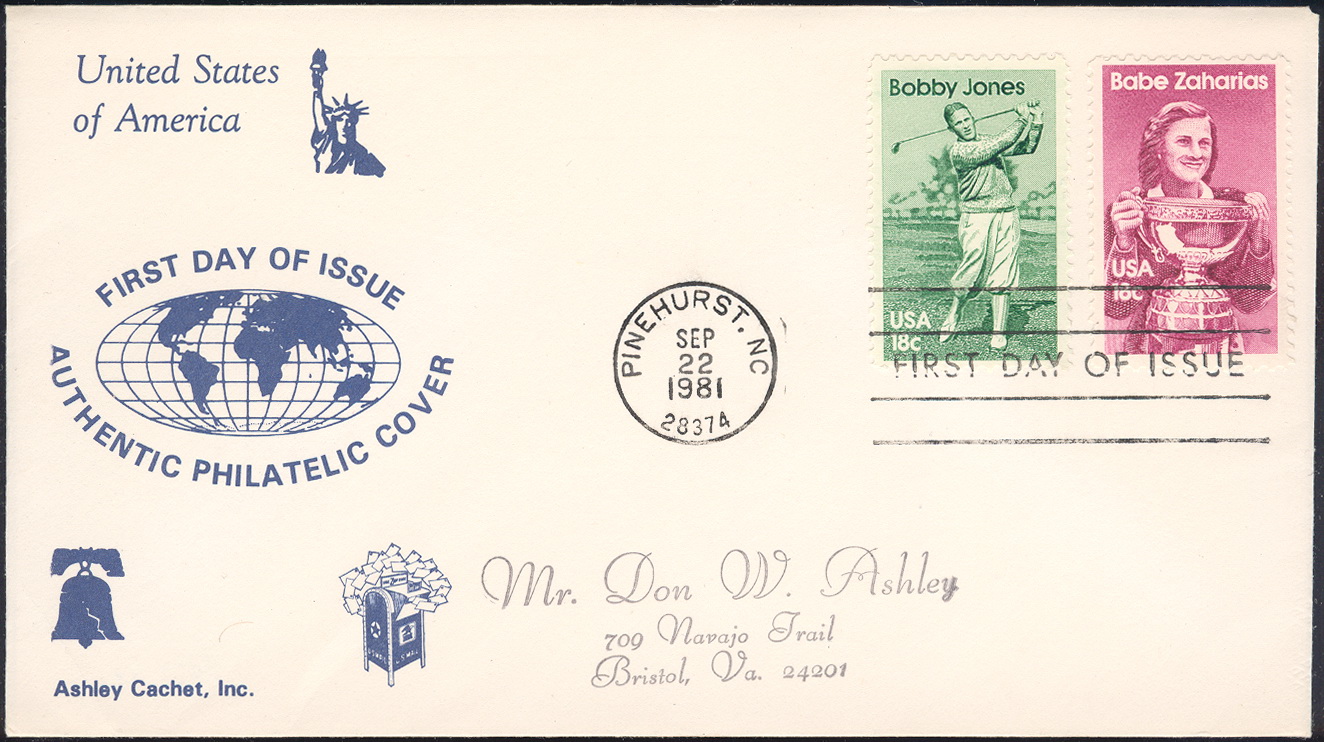 United States
of America
FIRST DAY OF ISSUE
AUTHENTIC PHILATELIC COVER
Ashley Cachet, Inc.
PINEHURST, NC
SEP
22
1981
28374
Bobby Jones
USA
18c
Babe Zaharias
USA
18c
FIRST DAY OF ISSUE
Mr. Don W. Ashley
709 Navajo Trail
Bristol, Va. 24201